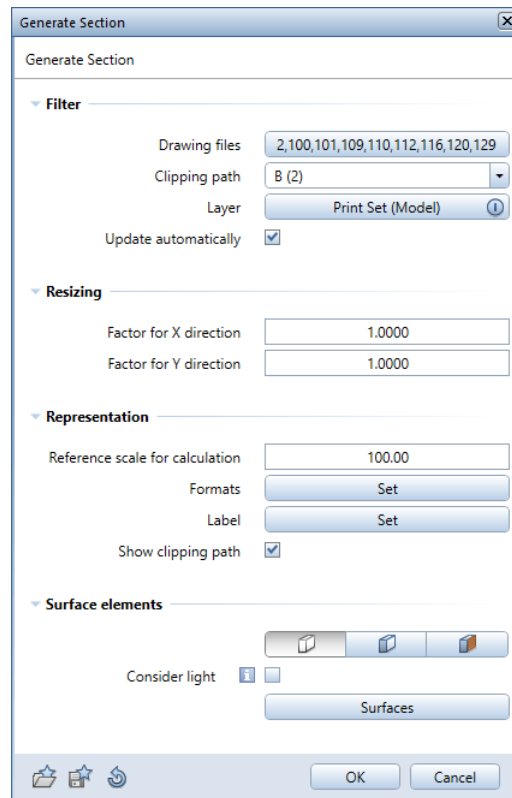 Generate Section
Generate Section
Filter
Drawing files 2,100,101,109,110,112,116,120,129
Clipping path B (2)
Layer Print Set (Model)
Update automatically
Resizing
Factor for X direction 1.0000
Factor for Y direction 1.0000
Representation
Reference scale for calculation 100.00
Formats Set
Label Set
Show clipping path
Surface elements
Consider light
Surfaces
OK Cancel